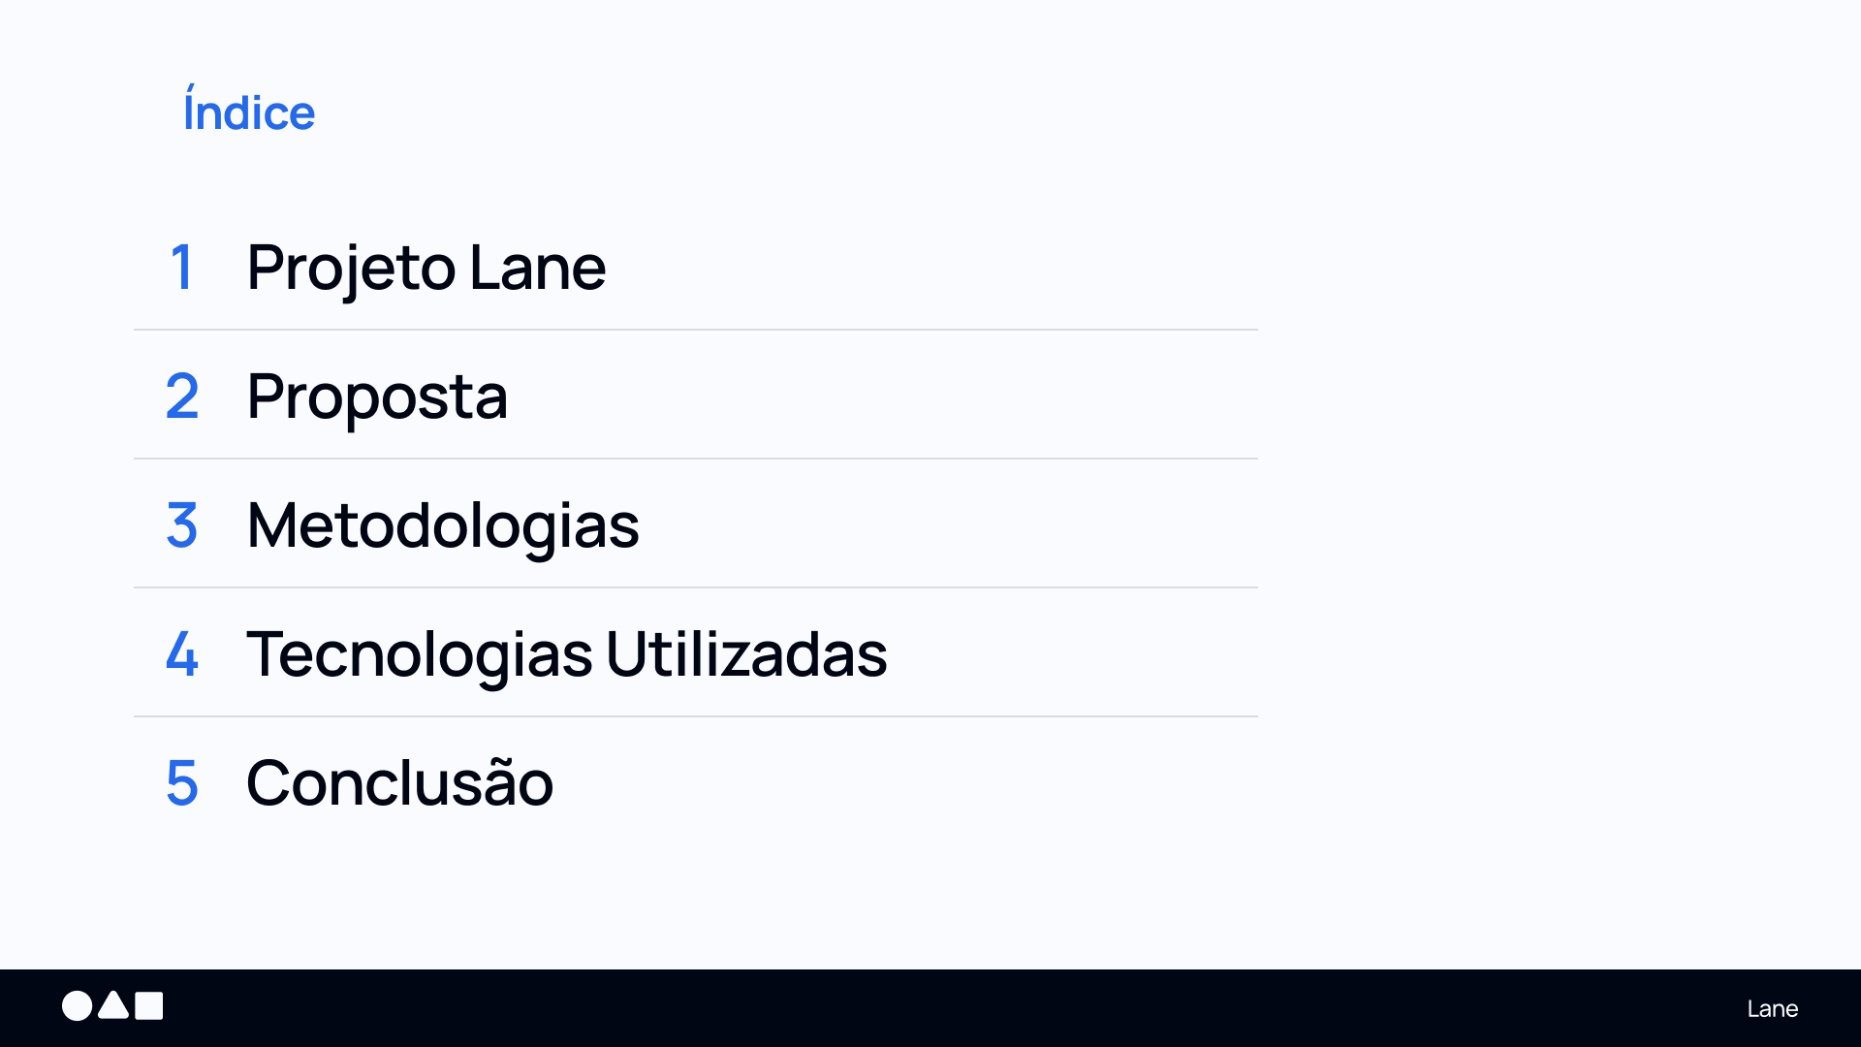 Índice
1 Projeto Lane
2 Proposta
3 Metodologias
4 Tecnologias Utilizadas
5 Conclusão
Lane